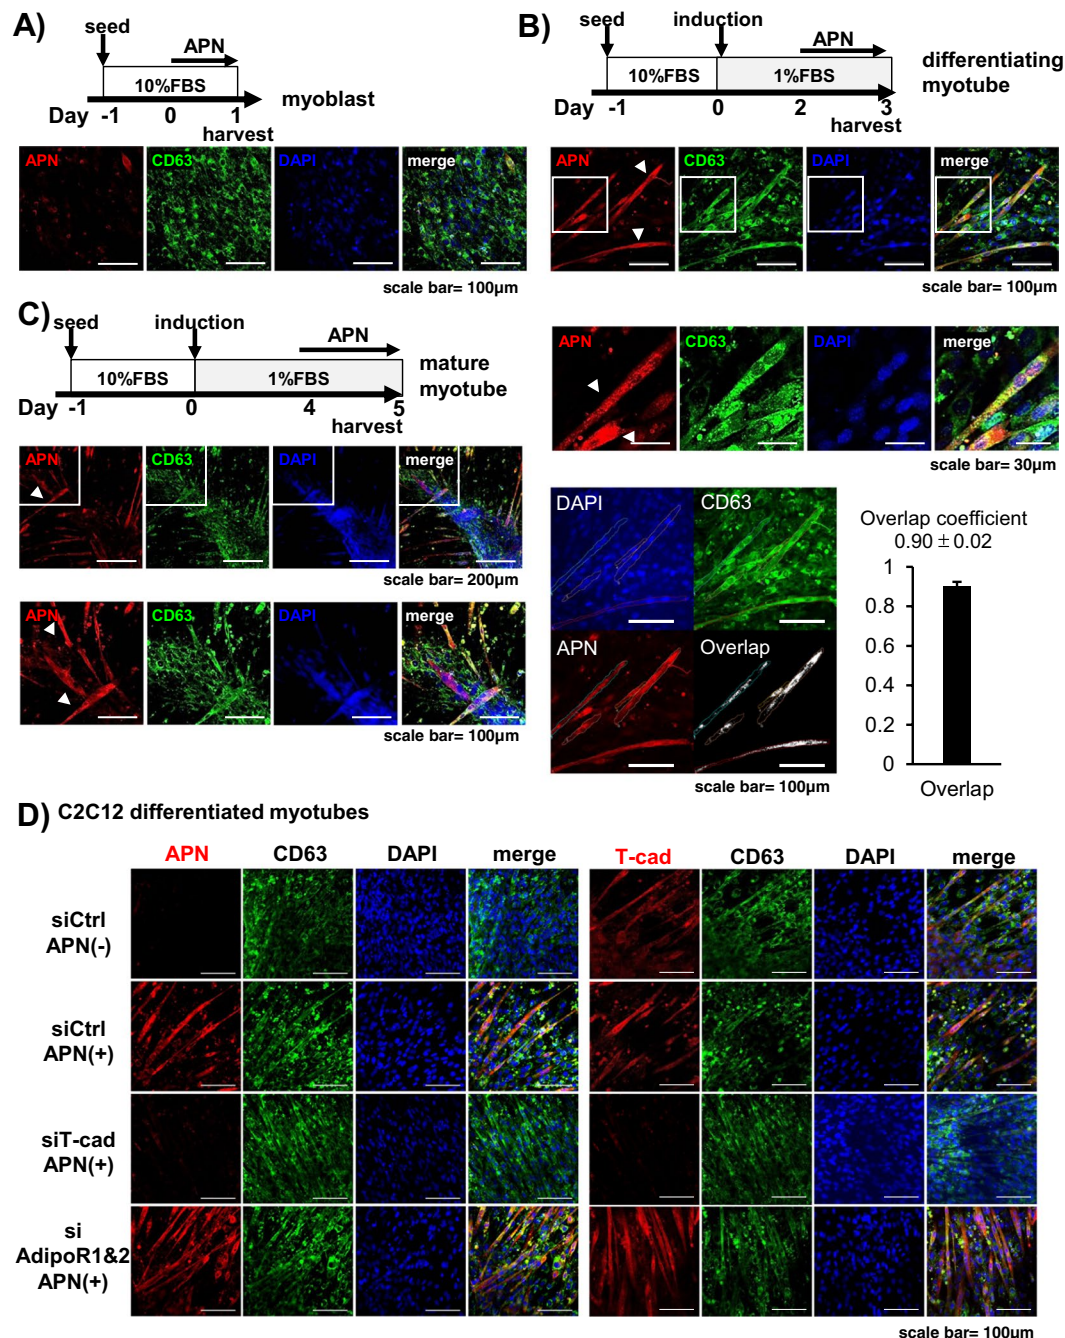 A)
seed
APN
10%FBS
myoblast
Day -1 0 1
harvest
APN CD63 DAPI merge
scale bar= 100μm
B)
seed induction
APN
10%FBS 1%FBS
differentiating
myotube
-1 0 2 3
APN CD63 DAPI merge
scale bar= 100μm
APN CD63 DAPI merge
scale bar= 30μm
DAPI CD63
APN Overlap
scale bar= 100μm
Overlap coefficient
0.90 ± 0.02
1
0.8
0.6
0.4
0.2
0
Overlap
C)
seed induction
APN
10%FBS 1%FBS
mature
myotube
Day -1 0 4 5
harvest
APN CD63 DAPI merge
scale bar= 200μm
APN CD63 DAPI merge
scale bar= 100μm
D) C2C12 differentiated myotubes
APN CD63 DAPI merge T-cad CD63 DAPI merge
siCtrl
APN(-)
siCtrl
APN(+)
siT-cad
APN(+)
si
AdipoR1&2
APN(+)
scale bar= 100μm